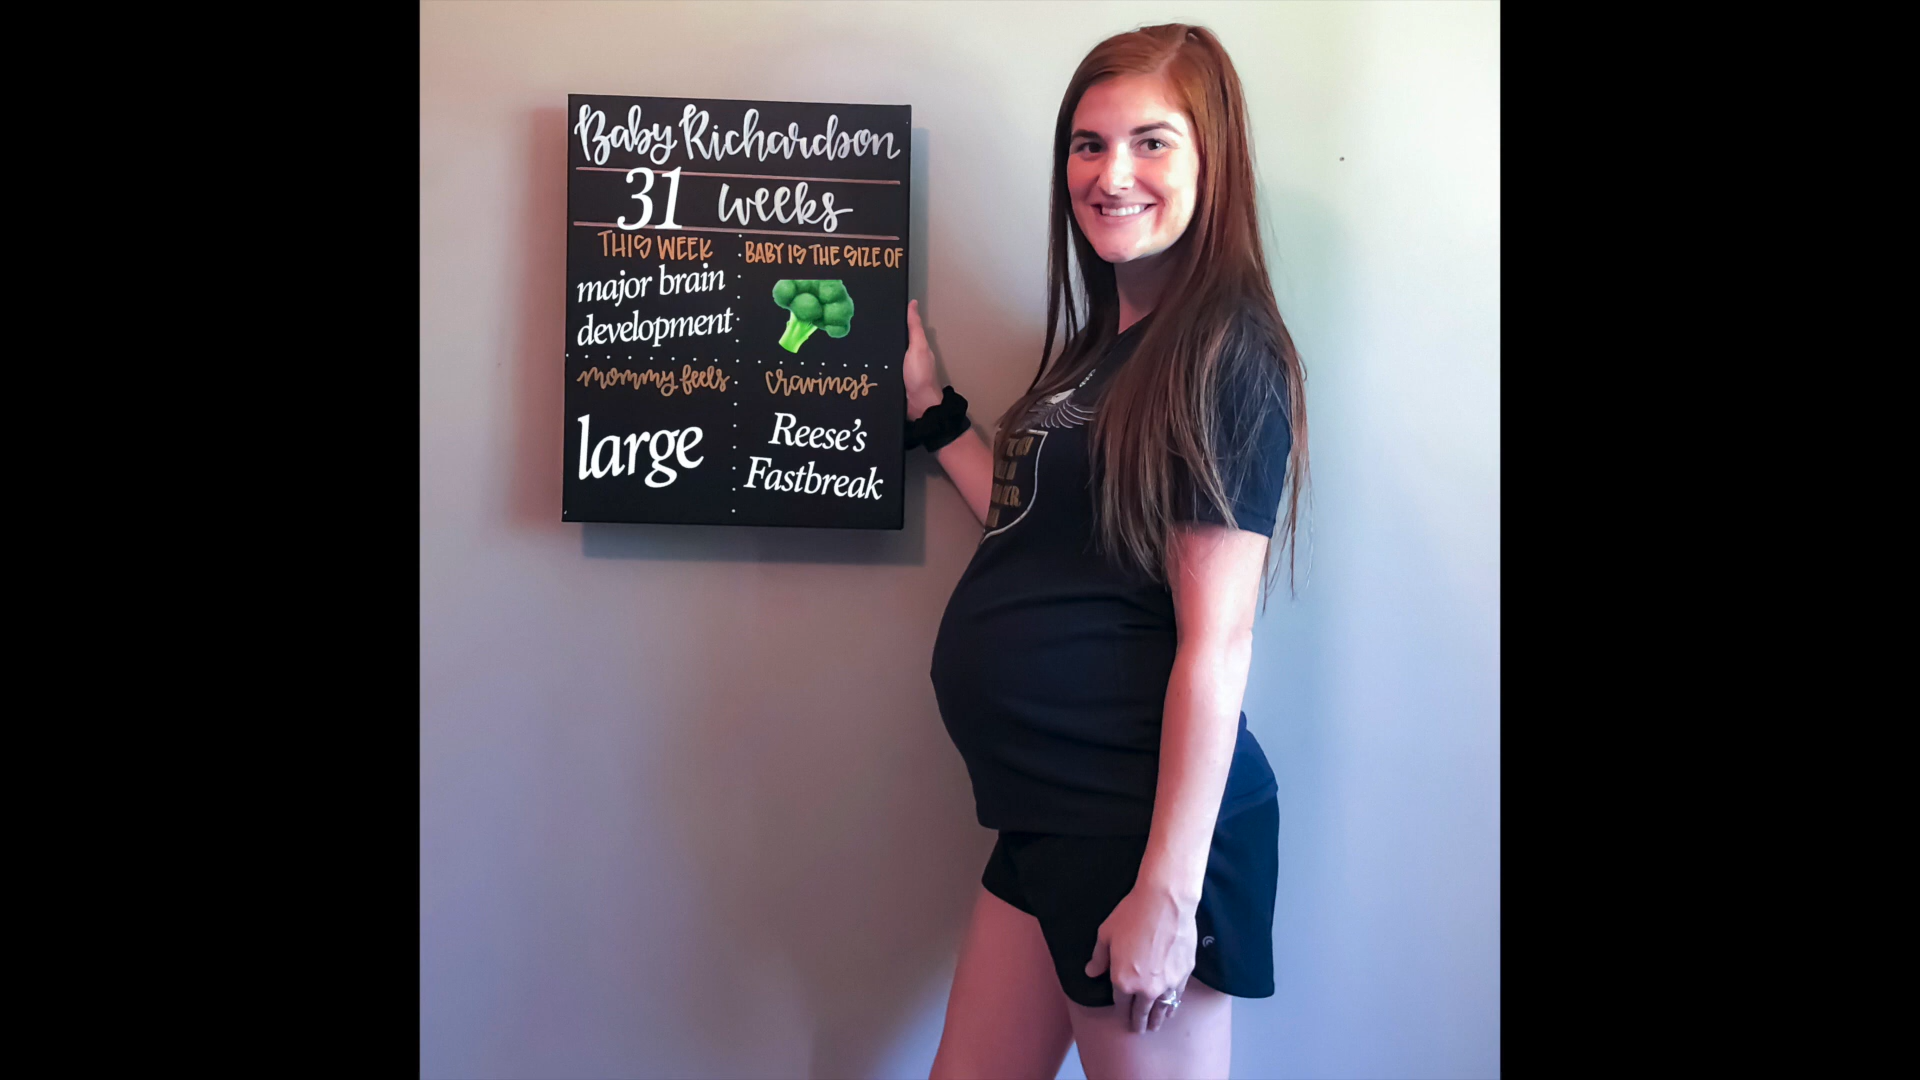 Baby Richardson
31 weeks
THIS WEEK
major brain
development
BABY IS THE SIZE OF
mommy feels
large
cravings
Reese's
Fastbreak